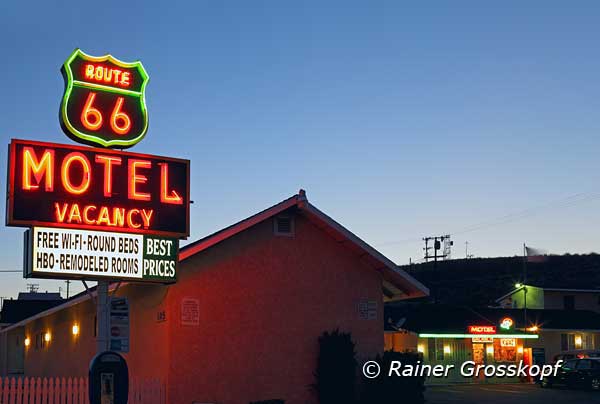 ROUTE
66
MOTEL
VACANCY
FREE WI-FI-ROUND BEDS
HBO-REMODELED ROOMS
BEST
PRICES
MOTEL
© Rainer Grosskopf